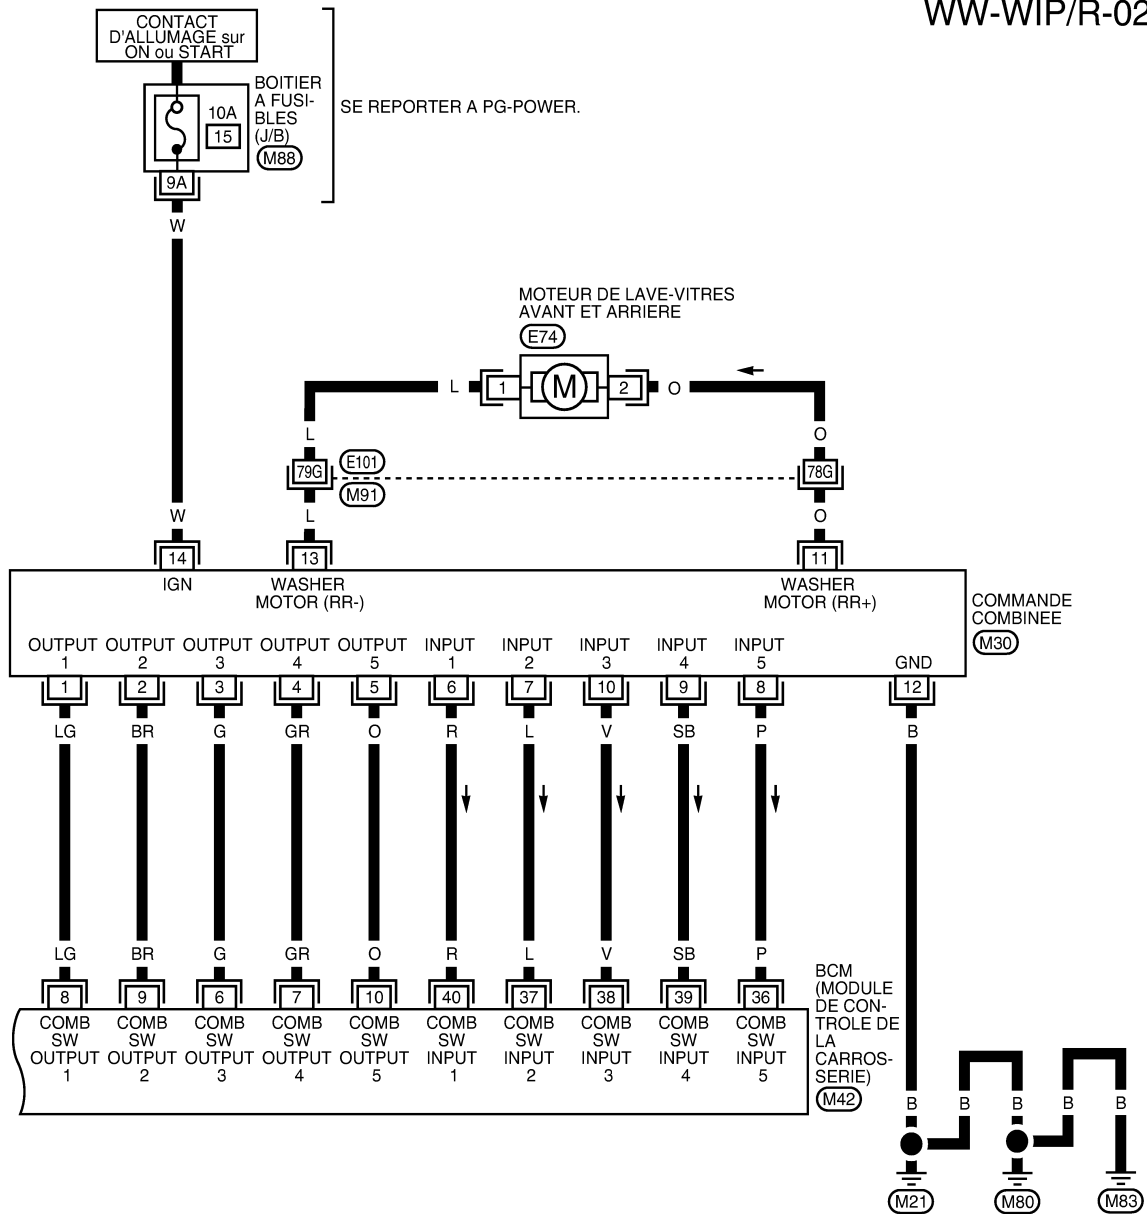 WW-WIP/R-02
CONTACT
D'ALLUMAGE sur
ON ou START
BOITIER
A FUSI-
BLES
(J/B)
M88
10A
15
9A
SE REPORTER A PG-POWER.
W
MOTEUR DE LAVE-VITRES
AVANT ET ARRIERE
E74
L 1 M 2 O
L O
79G E101 78G
M91
W L O
14 13 11
IGN WASHER WASHER
MOTOR (RR-) MOTOR (RR+)
COMMANDE
COMBINEE
M30
OUTPUT OUTPUT OUTPUT OUTPUT OUTPUT INPUT INPUT INPUT INPUT INPUT
1 2 3 4 5 1 2 3 4 5 GND
1 2 3 4 5 6 7 10 9 8 12
LG BR G GR O R L V SB P B
LG BR G GR O R L V SB P
8 9 6 7 10 40 37 38 39 36
COMB COMB COMB COMB COMB COMB COMB COMB COMB COMB
SW SW SW SW SW SW SW SW SW SW
OUTPUT OUTPUT OUTPUT OUTPUT OUTPUT INPUT INPUT INPUT INPUT INPUT
1 2 3 4 5 1 2 3 4 5
BCM
(MODULE
DE CON-
TROLE DE
LA
CARROS-
SERIE)
M42
B B B B B
M21 M80 M83